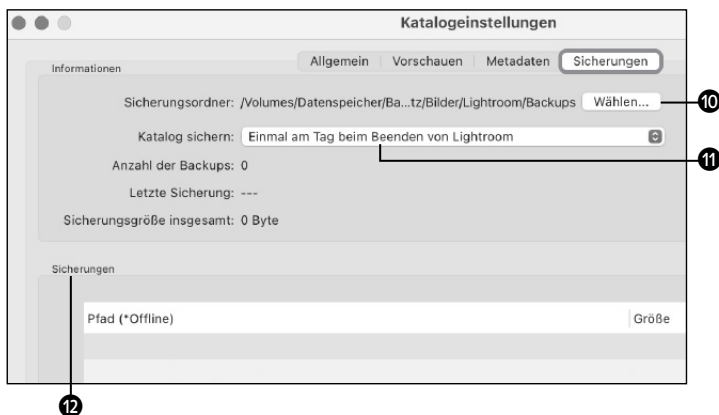 Katalogeinstellungen
Allgemein Vorschauen Metadaten Sicherungen
Informationen
Sicherungsordner: /Volumes/Datenspeicher/Ba...tz/Bilder/Lightroom/Backups Wählen... ❿
Katalog sichern: Einmal am Tag beim Beenden von Lightroom ⓫
Anzahl der Backups: 0
Letzte Sicherung: ---
Sicherungsgröße insgesamt: 0 Byte
Sicherungen
Pfad (*Offline) Größe
⓬